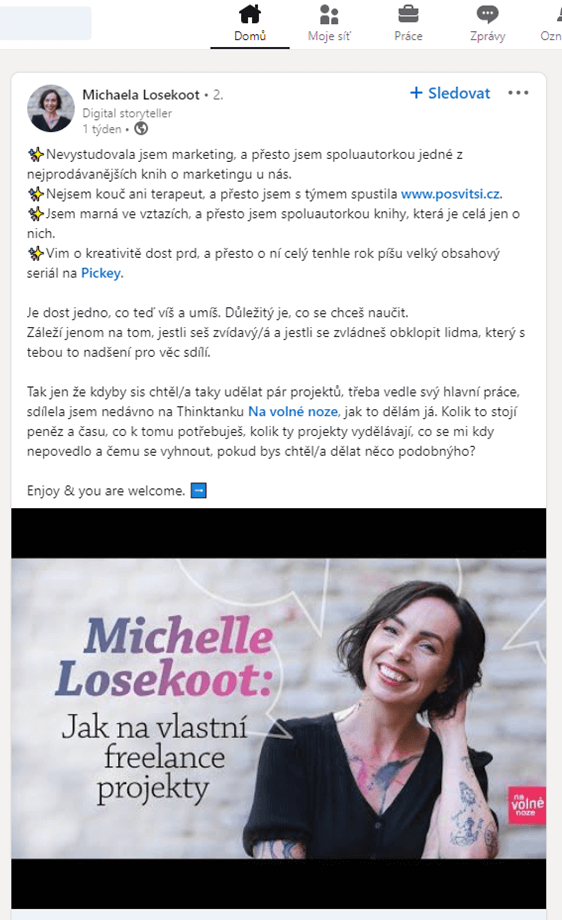 Domů
Moje síť
Práce
Zprávy
Ozn
Michaela Losekoot • 2.
+ Sledovat
Digital storyteller
1 týden •
✨Nevystudovala jsem marketing, a přesto jsem spoluautorkou jedné z
nejprodávanějších knih o marketingu u nás.
✨Nejsem kouč ani terapeut, a přesto jsem s týmem spustila www.posvitsi.cz.
✨Jsem marná ve vztazích, a přesto jsem spoluautorkou knihy, která je celá jen o
nich.
✨Vim o kreativitě dost prd, a přesto o ní celý tenhle rok píšu velký obsahový
seriál na Pickey.
Je dost jedno, co teď víš a umíš. Důležitý je, co se chceš naučit.
Záleží jenom na tom, jestli seš zvídavý/á a jestli se zvládneš obklopit lidma, který s
tebou to nadšení pro věc sdílí.
Tak jen že kdyby sis chtěl/a taky udělat pár projektů, třeba vedle svý hlavní práce,
sdílela jsem nedávno na Thinktanku Na volné noze, jak to dělám já. Kolik to stojí
peněz a času, co k tomu potřebuješ, kolik ty projekty vydělávají, co se mi kdy
nepovedlo a čemu se vyhnout, pokud bys chtěl/a dělat něco podobnýho?
Enjoy & you are welcome. ➡
Michelle
Losekoot:
Jak na vlastní
freelance
projekty
na
volné
noze